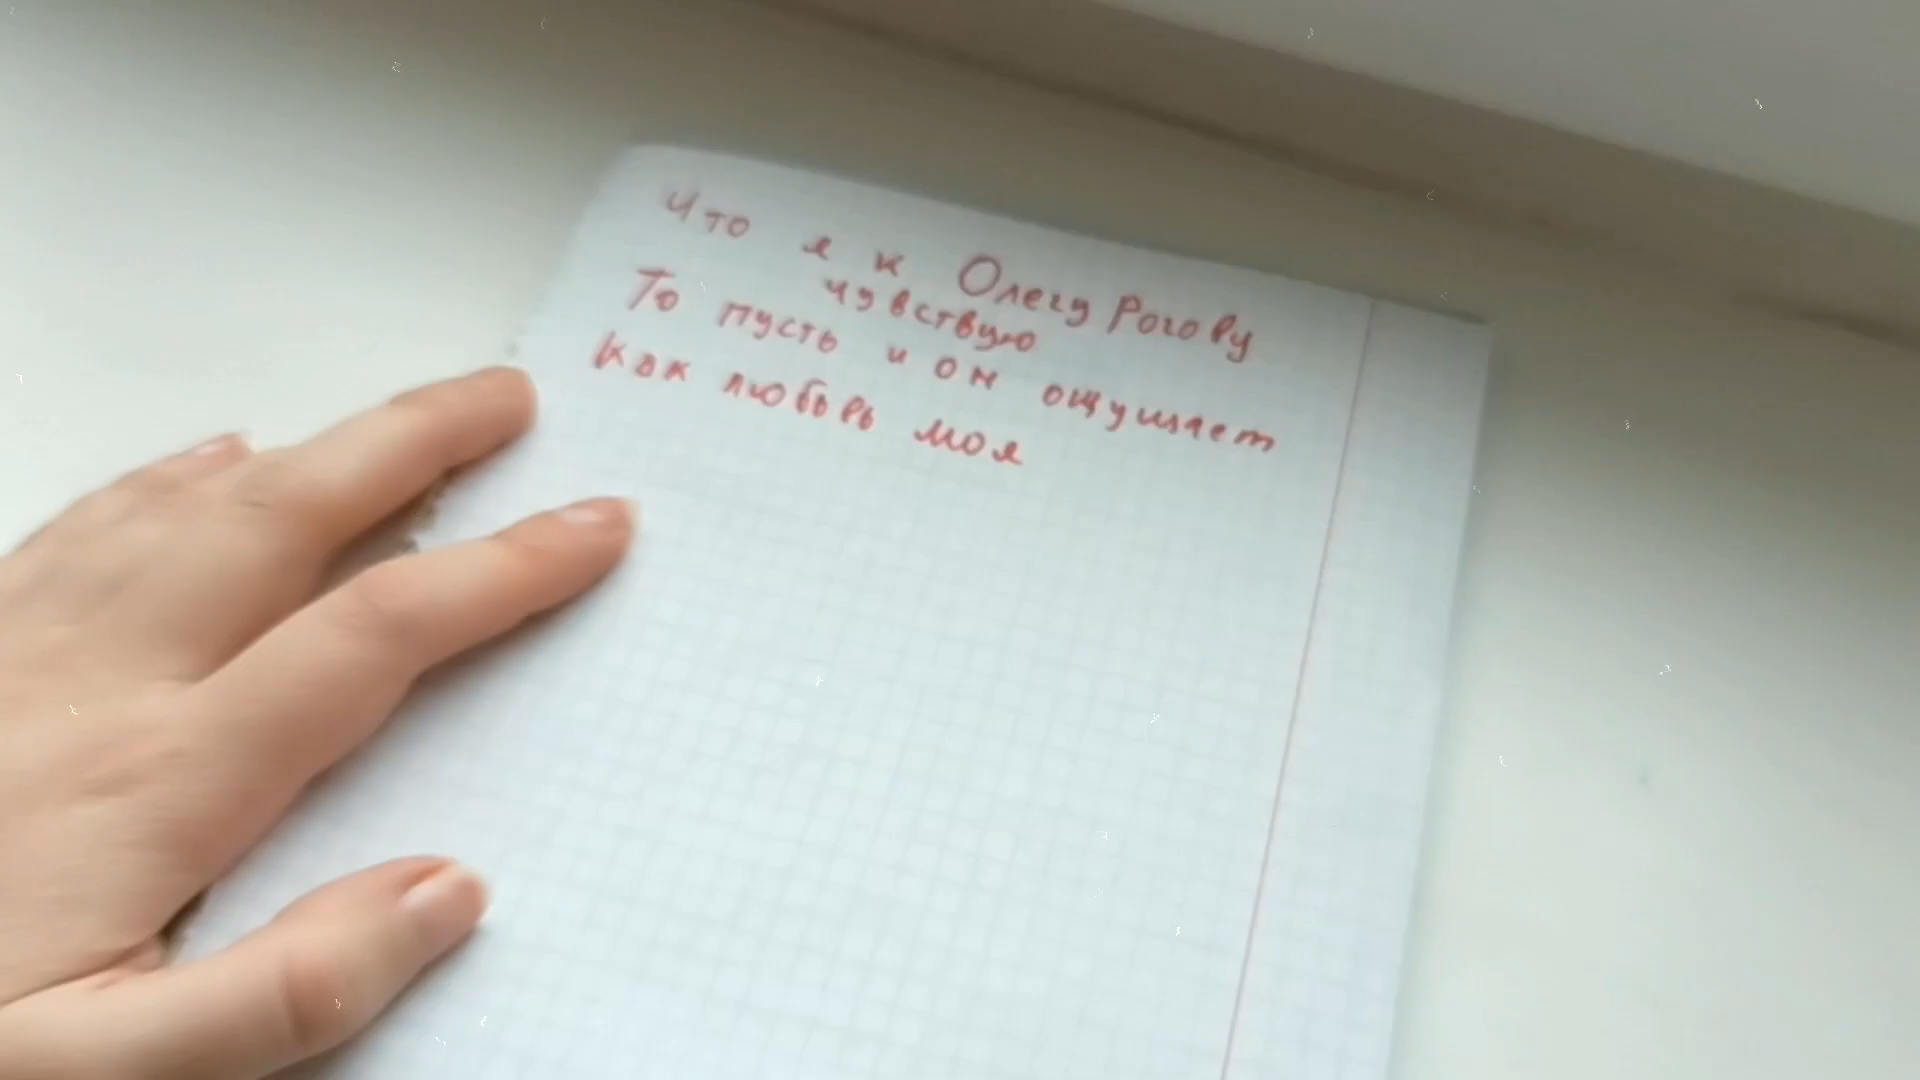 Что я к Олегу Рогову
чувствую
То пусть и он ощущает
Как любовь моя